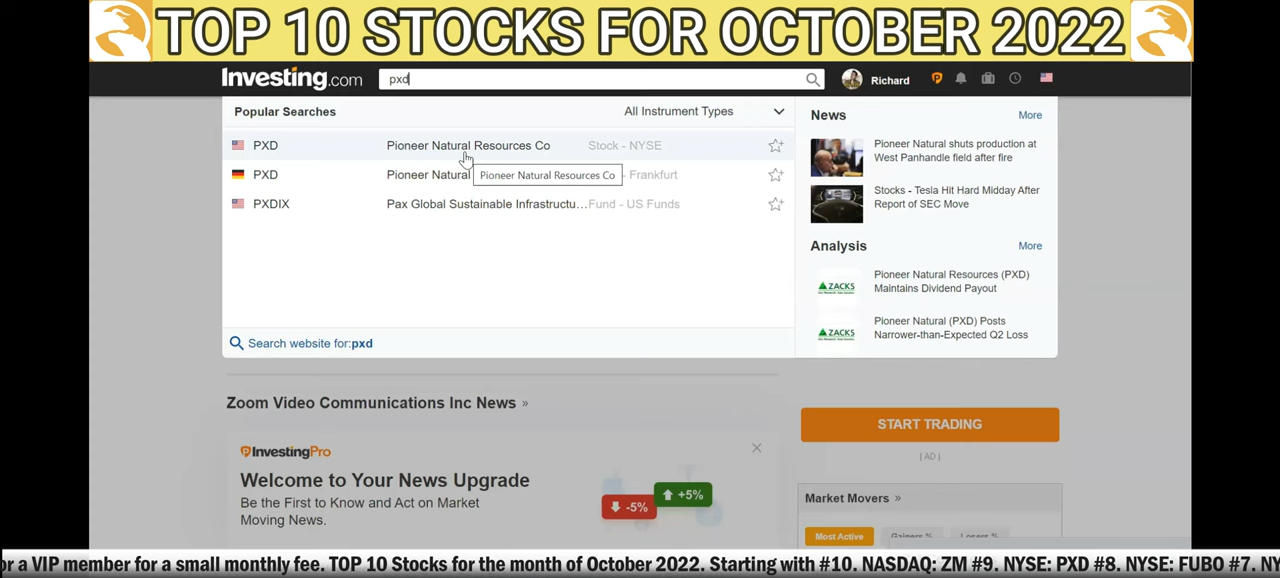 TOP 10 STOCKS FOR OCTOBER 2022
Investing.com
pxd
Richard
Popular Searches
All Instrument Types
PXD Pioneer Natural Resources Co Stock - NYSE
PXD Pioneer Natural - Frankfurt
Pioneer Natural Resources Co
PXDIX Pax Global Sustainable Infrastructu... Fund - US Funds
Search website for:pxd
News
More
Pioneer Natural shuts production at
West Panhandle field after fire
Stocks - Tesla Hit Hard Midday After
Report of SEC Move
Analysis
More
ZACKS
Pioneer Natural Resources (PXD)
Maintains Dividend Payout
ZACKS
Pioneer Natural (PXD) Posts
Narrower-than-Expected Q2 Loss
Zoom Video Communications Inc News »
InvestingPro
Welcome to Your News Upgrade
Be the First to Know and Act on Market
Moving News.
-5%
+5%
START TRADING
[ AD ]
Market Movers »
Most Active
Gainers %
Losers %
or a VIP member for a small monthly fee. TOP 10 Stocks for the month of October 2022. Starting with #10. NASDAQ: ZM #9. NYSE: PXD #8. NYSE: FUBO #7. NY